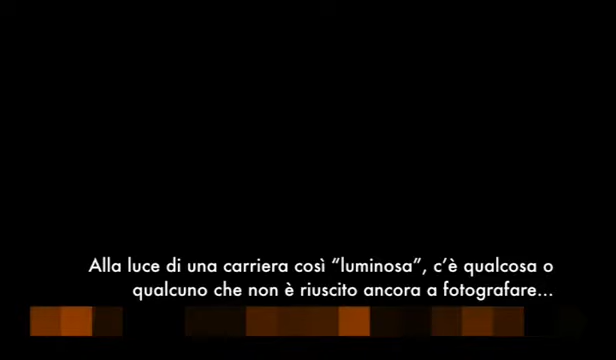 Alla luce di una carriera così “luminosa”, c’è qualcosa o
qualcuno che non è riuscito ancora a fotografare...